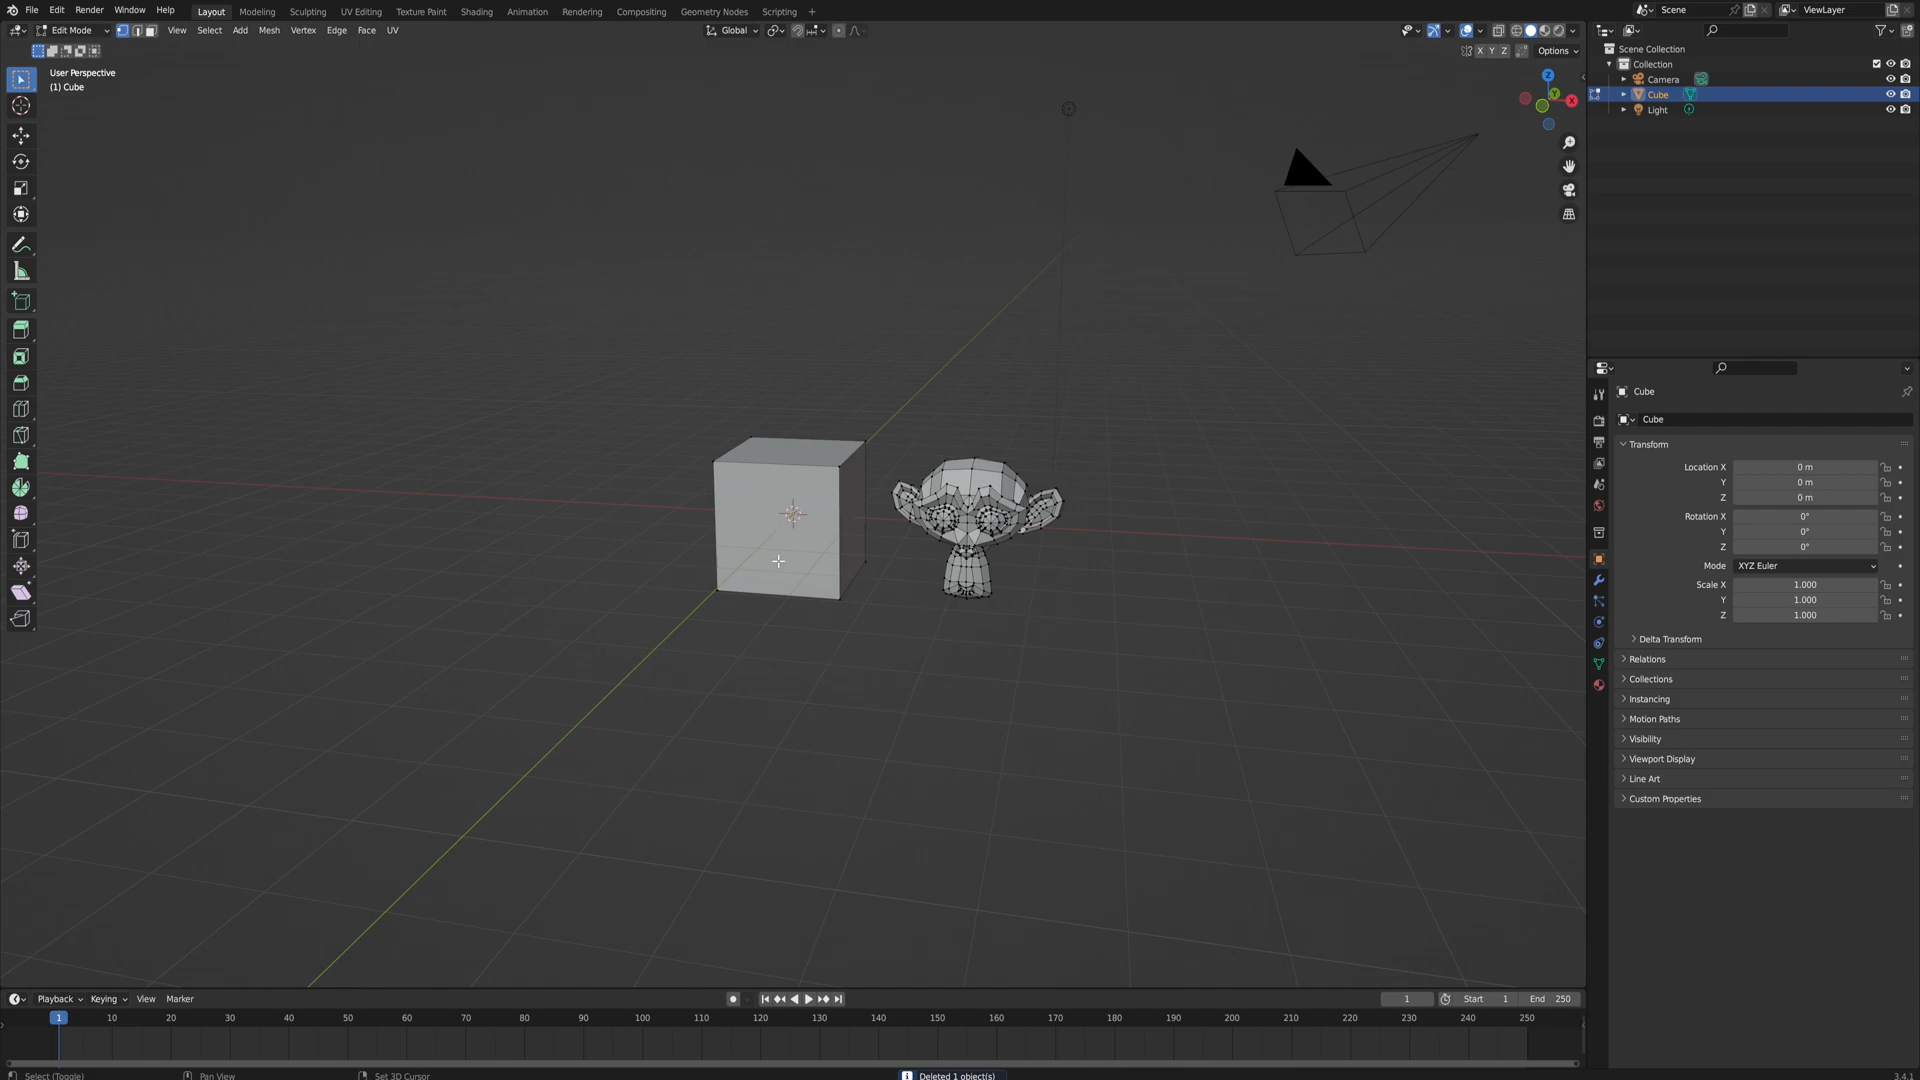 File Edit Render Window Help Layout Modeling Sculpting UV Editing Texture Paint Shading Animation Rendering Compositing Geometry Nodes Scripting + Scene ViewLayer
Edit Mode View Select Add Mesh Vertex Edge Face UV Global
X Y Z Options
User Perspective
(1) Cube
Z
Y
X
Scene Collection
Collection
Camera
Cube
Light
Cube
Cube
Transform
Location X 0 m
Y 0 m
Z 0 m
Rotation X 0°
Y 0°
Z 0°
Mode XYZ Euler
Scale X 1.000
Y 1.000
Z 1.000
Delta Transform
Relations
Collections
Instancing
Motion Paths
Visibility
Viewport Display
Line Art
Custom Properties
Playback Keying View Marker 1 Start 1 End 250
1 10 20 30 40 50 60 70 80 90 100 110 120 130 140 150 160 170 180 190 200 210 220 230 240 250
Select (Toggle) Pan View Set 3D Cursor Deleted 1 object(s) 3.4.1